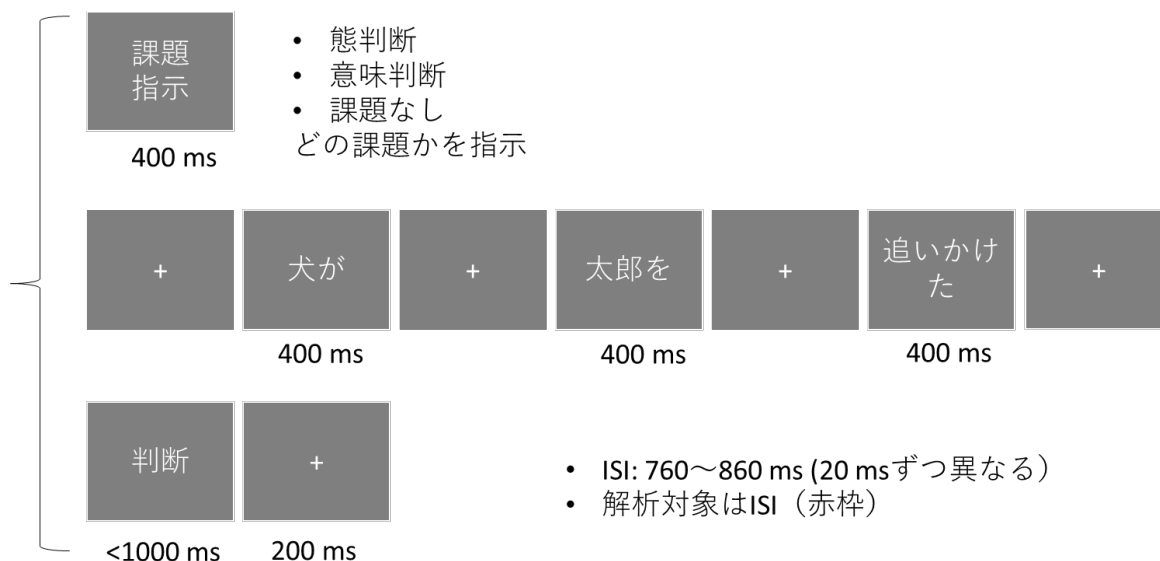 課題
指示
• 態判断
• 意味判断
• 課題なし
どの課題かを指示
400 ms
+
犬が
+
太郎を
+
追いかけ
た
+
400 ms
400 ms
400 ms
判断
+
• ISI: 760～860 ms (20 msずつ異なる）
• 解析対象はISI（赤枠）
<1000 ms
200 ms